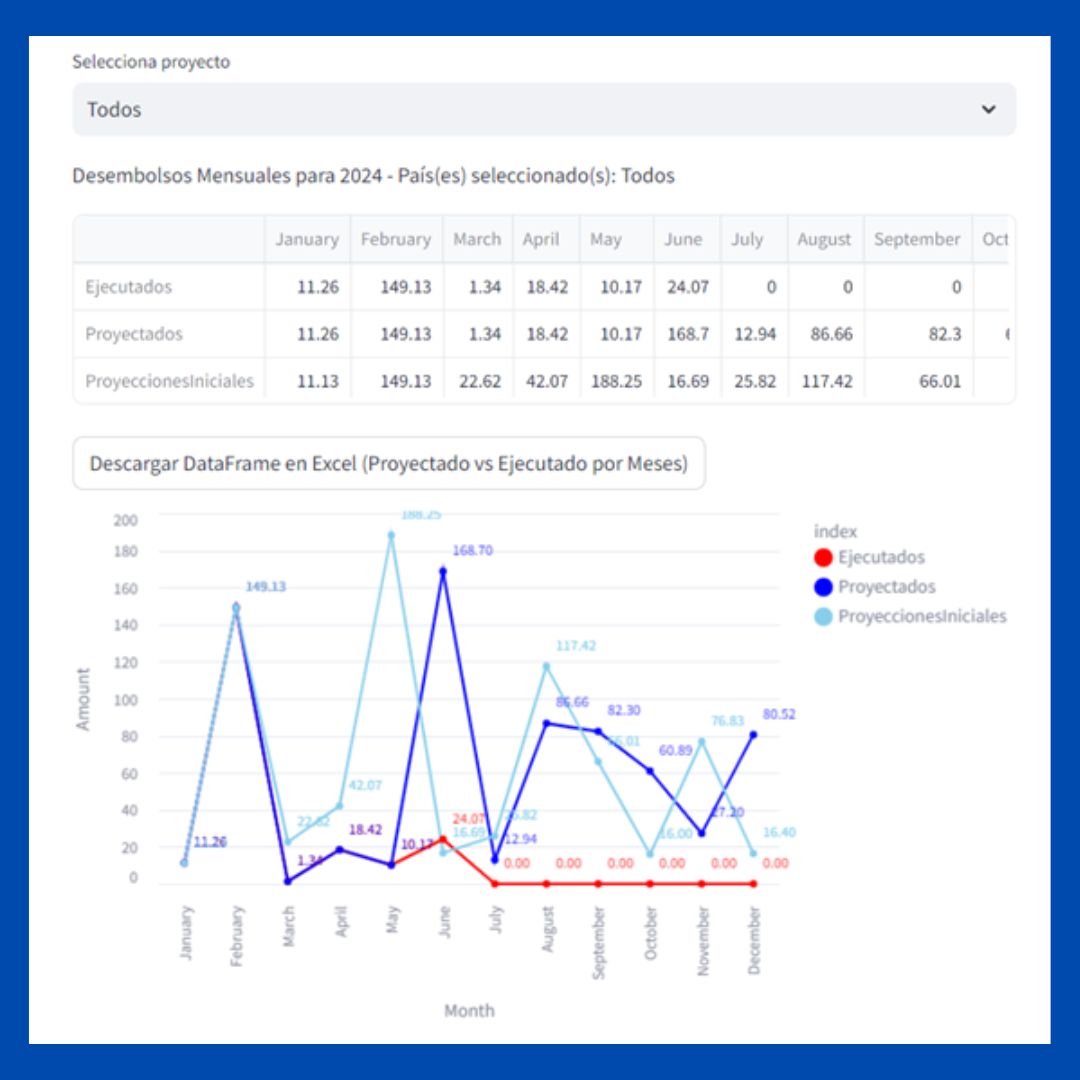 Selecciona proyecto
Todos
Desembolsos Mensuales para 2024 - País(es) seleccionado(s): Todos
January February March April May June July August September Oct
Ejecutados 11.26 149.13 1.34 18.42 10.17 24.07 0 0 0
Proyectados 11.26 149.13 1.34 18.42 10.17 168.7 12.94 86.66 82.3
ProyeccionesIniciales 11.13 149.13 22.62 42.07 188.25 16.69 25.82 117.42 66.01
Descargar DataFrame en Excel (Proyectado vs Ejecutado por Meses)
200
180
160
140
120
100
80
60
40
20
0
Amount
188.25
168.70
149.13
117.42
86.66
82.30
76.83
80.52
66.01
60.89
42.07
22.62
18.42
24.07
25.82
27.20
11.26
1.34
10.17
16.69
12.94
16.00
16.40
0.00 0.00 0.00 0.00 0.00 0.00
January February March April May June July August September October November December
Month
index
Ejecutados
Proyectados
ProyeccionesIniciales